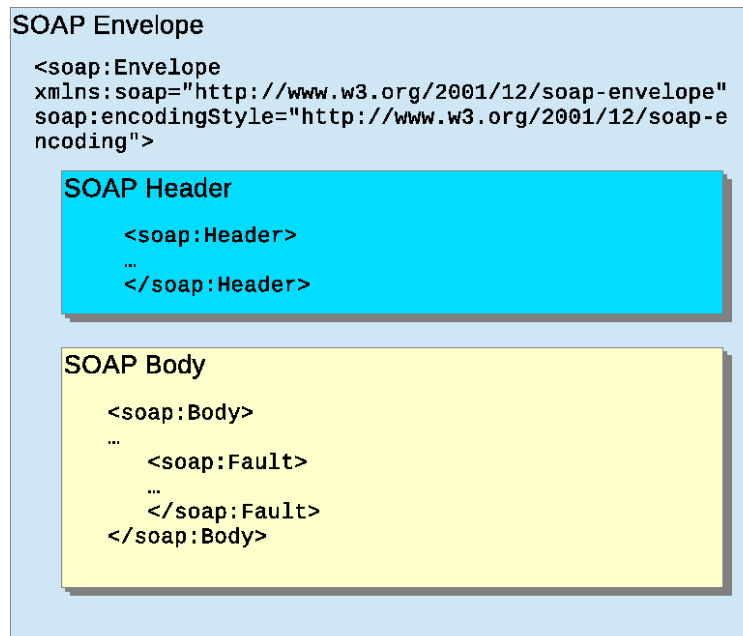 SOAP Envelope
<soap:Envelope
xmlns:soap="http://www.w3.org/2001/12/soap-envelope"
soap:encodingStyle="http://www.w3.org/2001/12/soap-e
ncoding">
SOAP Header
<soap:Header>
…
</soap:Header>
SOAP Body
<soap:Body>
…
<soap:Fault>
…
</soap:Fault>
</soap:Body>